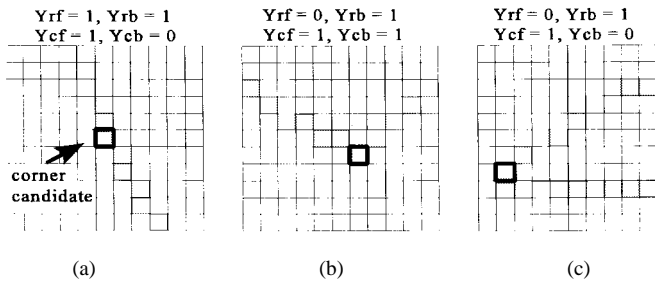 Yrf = 1, Yrb = 1
Ycf = 1, Ycb = 0
Yrf = 0, Yrb = 1
Ycf = 1, Ycb = 1
Yrf = 0, Yrb = 1
Ycf = 1, Ycb = 0
corner
candidate
(a)
(b)
(c)